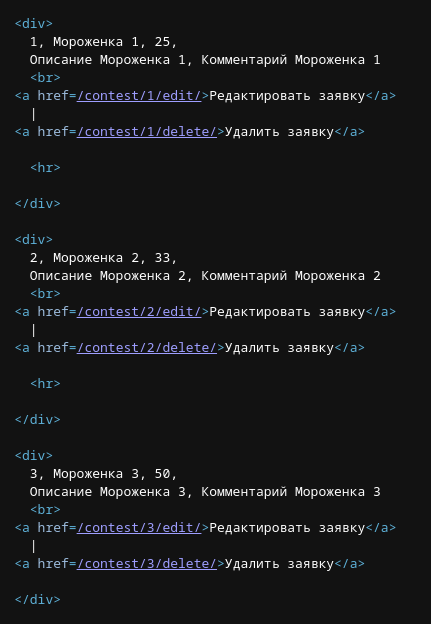 <div>
  1, Мороженка 1, 25,
  Описание Мороженка 1, Комментарий Мороженка 1
  <br>
<a href=/contest/1/edit/>Редактировать заявку</a>
  |
<a href=/contest/1/delete/>Удалить заявку</a>
  <hr>
</div>
<div>
  2, Мороженка 2, 33,
  Описание Мороженка 2, Комментарий Мороженка 2
  <br>
<a href=/contest/2/edit/>Редактировать заявку</a>
  |
<a href=/contest/2/delete/>Удалить заявку</a>
  <hr>
</div>
<div>
  3, Мороженка 3, 50,
  Описание Мороженка 3, Комментарий Мороженка 3
  <br>
<a href=/contest/3/edit/>Редактировать заявку</a>
  |
<a href=/contest/3/delete/>Удалить заявку</a>
</div>